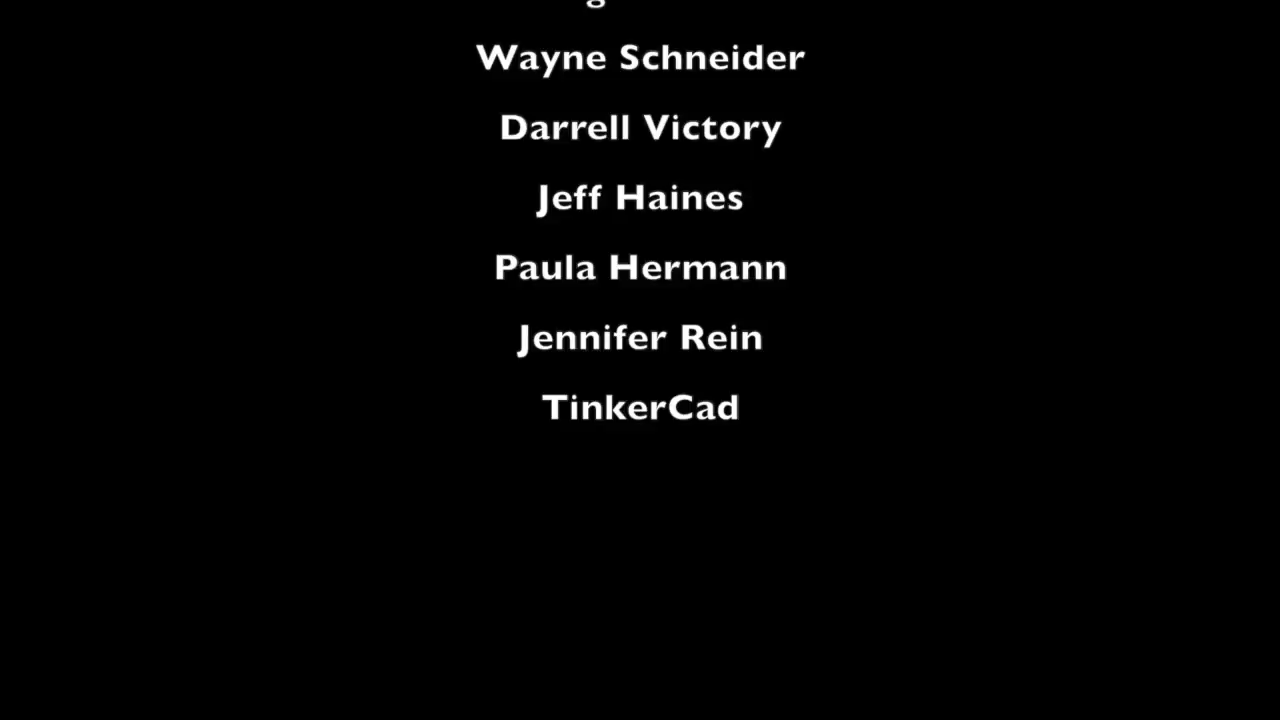 Wayne Schneider
Darrell Victory
Jeff Haines
Paula Hermann
Jennifer Rein
TinkerCad